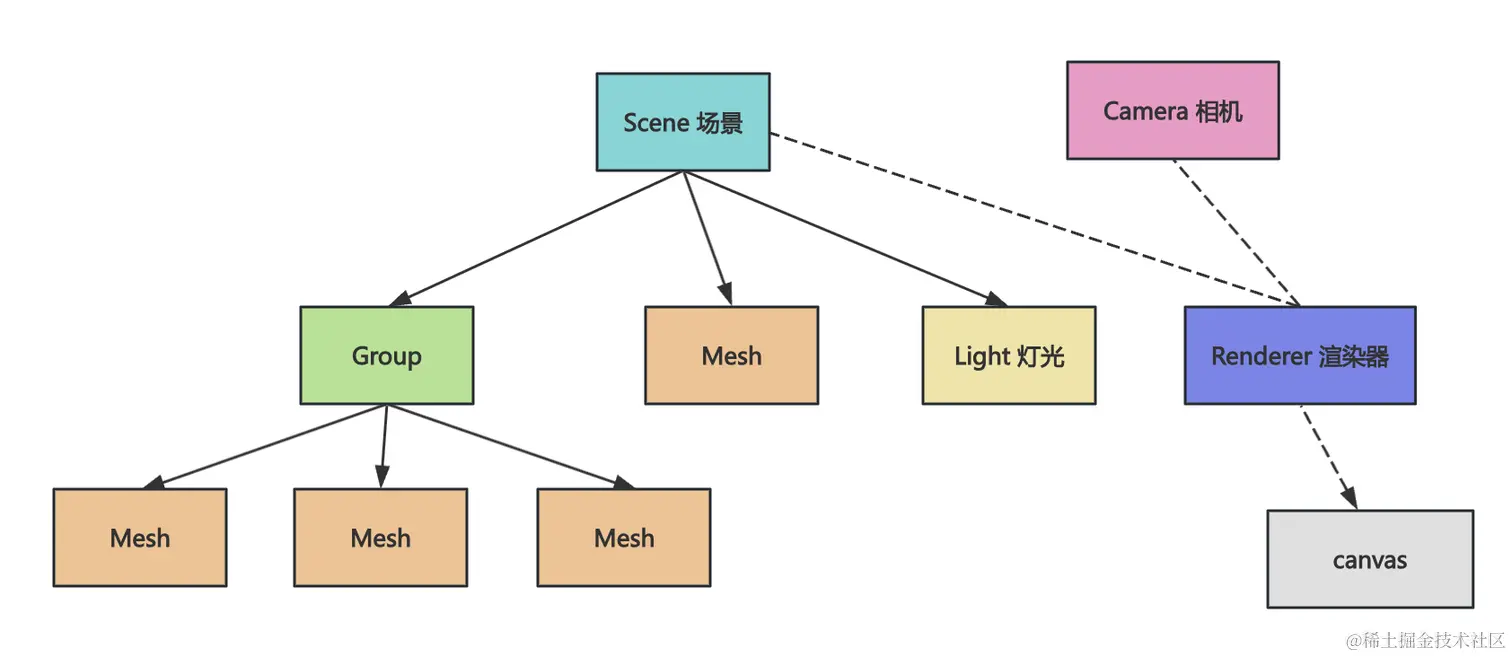 Scene 场景
Camera 相机
Group
Mesh
Light 灯光
Renderer 渲染器
Mesh
Mesh
Mesh
canvas
@稀土掘金技术社区